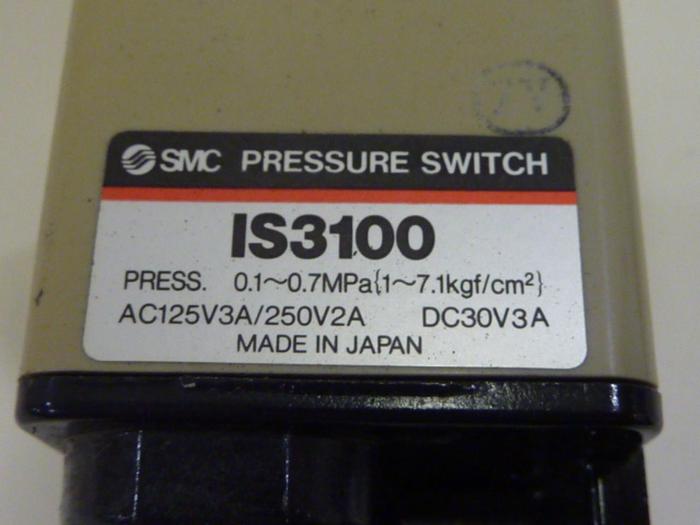 SMC PRESSURE SWITCH
IS3100
PRESS. 0.1~0.7MPa{1~7.1kgf/cm²}
AC125V3A/250V2A DC30V3A
MADE IN JAPAN